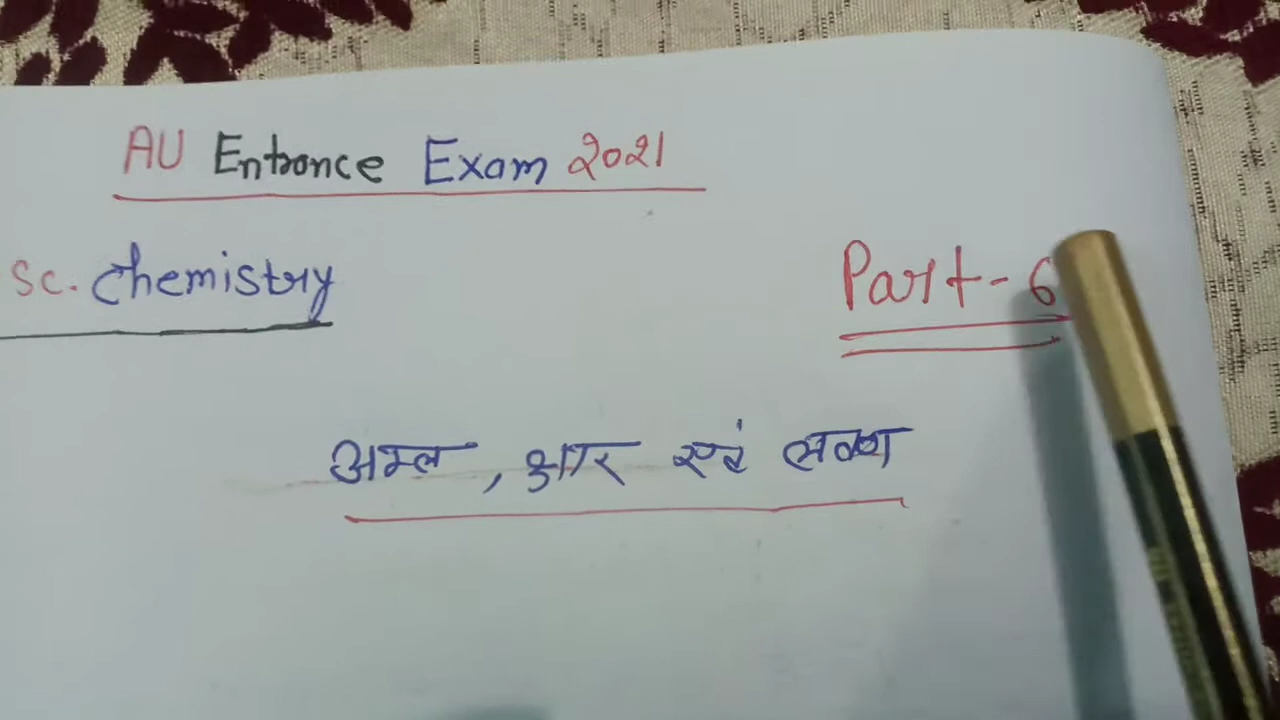 AU Entrance Exam 2021
Sc. Chemistry
Part-6
अम्ल, क्षार एवं लवण